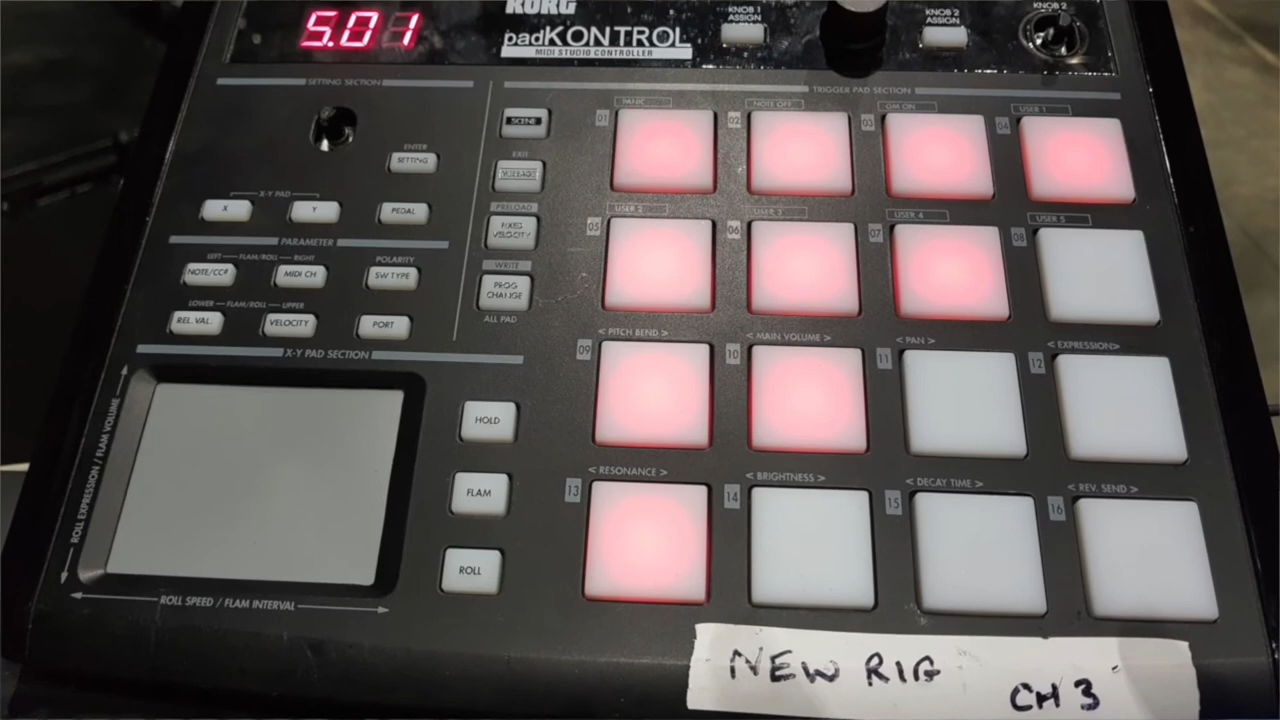 5.01
KORG
padKONTROL
MIDI STUDIO CONTROLLER
KNOB 1
ASSIGN
KNOB 2
ASSIGN
KNOB 2
SETTING SECTION
TRIGGER PAD SECTION
ENTER
SETTING
X-Y PAD
X
Y
PEDAL
PARAMETER
LEFT — FLAM/ROLL — RIGHT
POLARITY
NOTE/CC#
MIDI CH
SW TYPE
LOWER — FLAM/ROLL — UPPER
REL. VAL.
VELOCITY
PORT
SCENE
EXIT
MESSAGE
PRELOAD
FIXED
VELOCITY
WRITE
PROG
CHANGE
ALL PAD
01 PANIC
02 NOTE OFF
03 GM ON
04 USER 1
05 USER 2
06 USER 3
07 USER 4
08 USER 5
09 < PITCH BEND >
10 < MAIN VOLUME >
11 < PAN >
12 < EXPRESSION>
13 < RESONANCE >
14 < BRIGHTNESS >
15 < DECAY TIME >
16 < REV. SEND >
X-Y PAD SECTION
ROLL EXPRESSION / FLAM VOLUME
ROLL SPEED / FLAM INTERVAL
HOLD
FLAM
ROLL
NEW RIG
CH 3